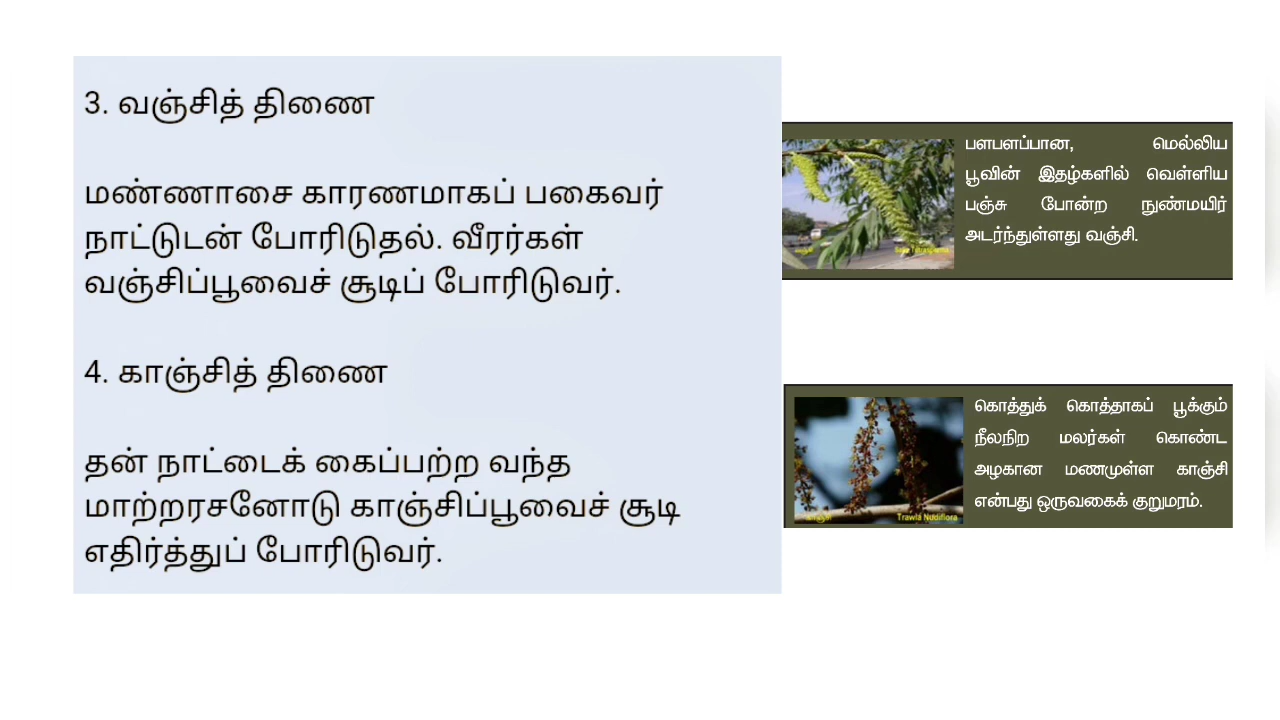 3. வஞ்சித் திணை
மண்ணாசை காரணமாகப் பகைவர்
நாட்டுடன் போரிடுதல். வீரர்கள்
வஞ்சிப்பூவைச் சூடிப் போரிடுவர்.
4. காஞ்சித் திணை
தன் நாட்டைக் கைப்பற்ற வந்த
மாற்றரசனோடு காஞ்சிப்பூவைச் சூடி
எதிர்த்துப் போரிடுவர்.
பளபளப்பான, மெல்லிய
பூவின் இதழ்களில் வெள்ளிய
பஞ்சு போன்ற நுண்மயிர்
அடர்ந்துள்ளது வஞ்சி.
கொத்துக் கொத்தாகப் பூக்கும்
நீலநிற மலர்கள் கொண்ட
அழகான மணமுள்ள காஞ்சி
என்பது ஒருவகைக் குறுமரம்.
காஞ்சி Trawla Nudiflora